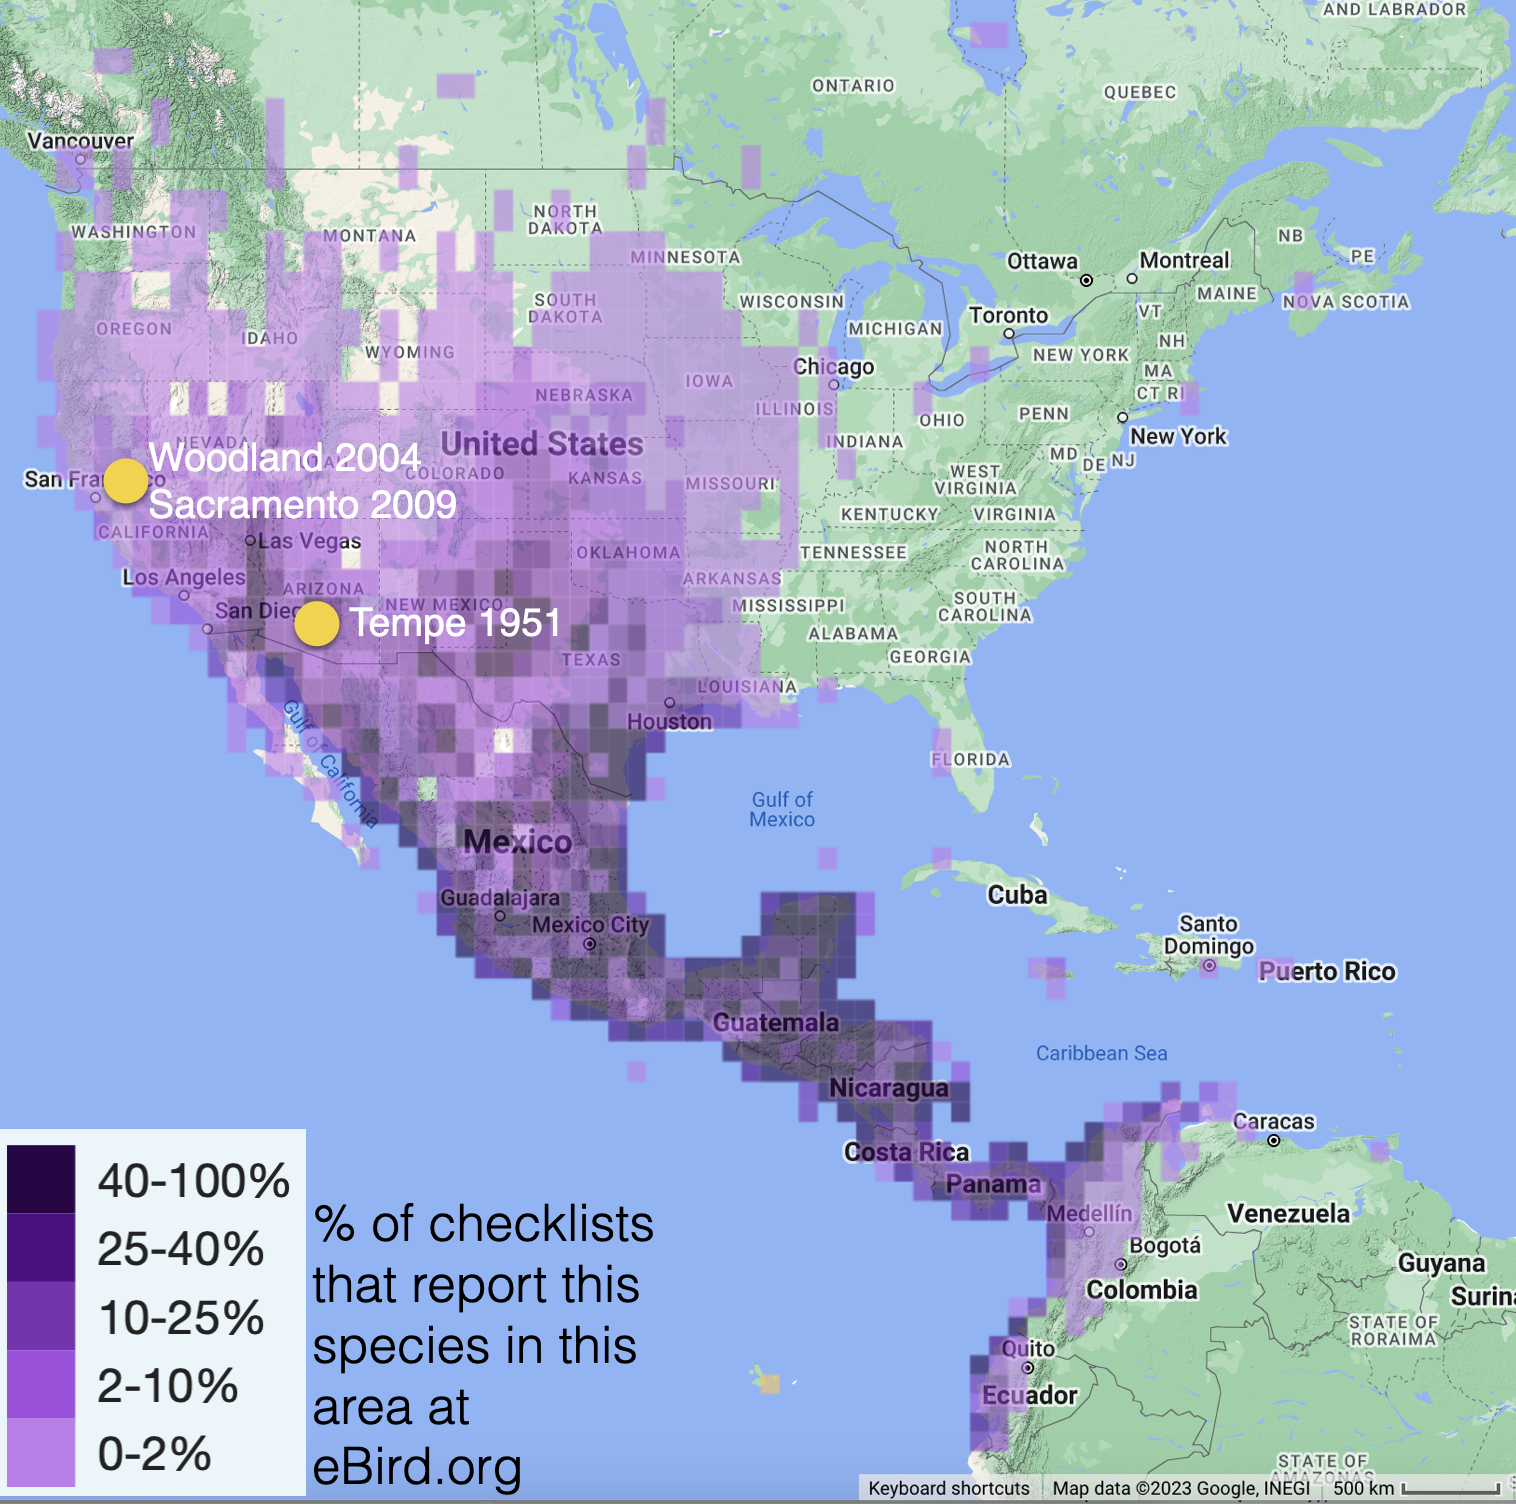 AND LABRADOR
ONTARIO
QUEBEC
Vancouver
WASHINGTON
MONTANA
NORTH
DAKOTA
MINNESOTA
Ottawa
Montreal
NB
PE
MAINE
NOVA SCOTIA
OREGON
IDAHO
SOUTH
DAKOTA
WISCONSIN
MICHIGAN
Toronto
VT
NH
WYOMING
NEW YORK
MA
Chicago
CT RI
NEBRASKA
IOWA
ILLINOIS
OHIO
PENN
New York
INDIANA
NEVADA
United States
MD
DE
NJ
Woodland 2004
Sacramento 2009
COLORADO
KANSAS
MISSOURI
WEST
VIRGINIA
KENTUCKY
VIRGINIA
CALIFORNIA
Las Vegas
OKLAHOMA
TENNESSEE
NORTH
CAROLINA
Los Angeles
ARIZONA
ARKANSAS
NEW MEXICO
MISSISSIPPI
SOUTH
CAROLINA
San Dieg
Tempe 1951
ALABAMA
TEXAS
GEORGIA
LOUISIANA
Houston
Gulf of California
FLORIDA
Gulf of
Mexico
Mexico
Cuba
Guadalajara
Mexico City
Santo
Domingo
Puerto Rico
Guatemala
Caribbean Sea
Nicaragua
Caracas
Costa Rica
Panama
Medellín
Venezuela
Bogotá
Colombia
Guyana
Surina
STATE OF
RORAIMA
Quito
Ecuador
STATE OF
AMAZONAS
40-100%
25-40%
10-25%
2-10%
0-2%
% of checklists
that report this
species in this
area at
eBird.org
Keyboard shortcuts
Map data ©2023 Google, INEGI
500 km